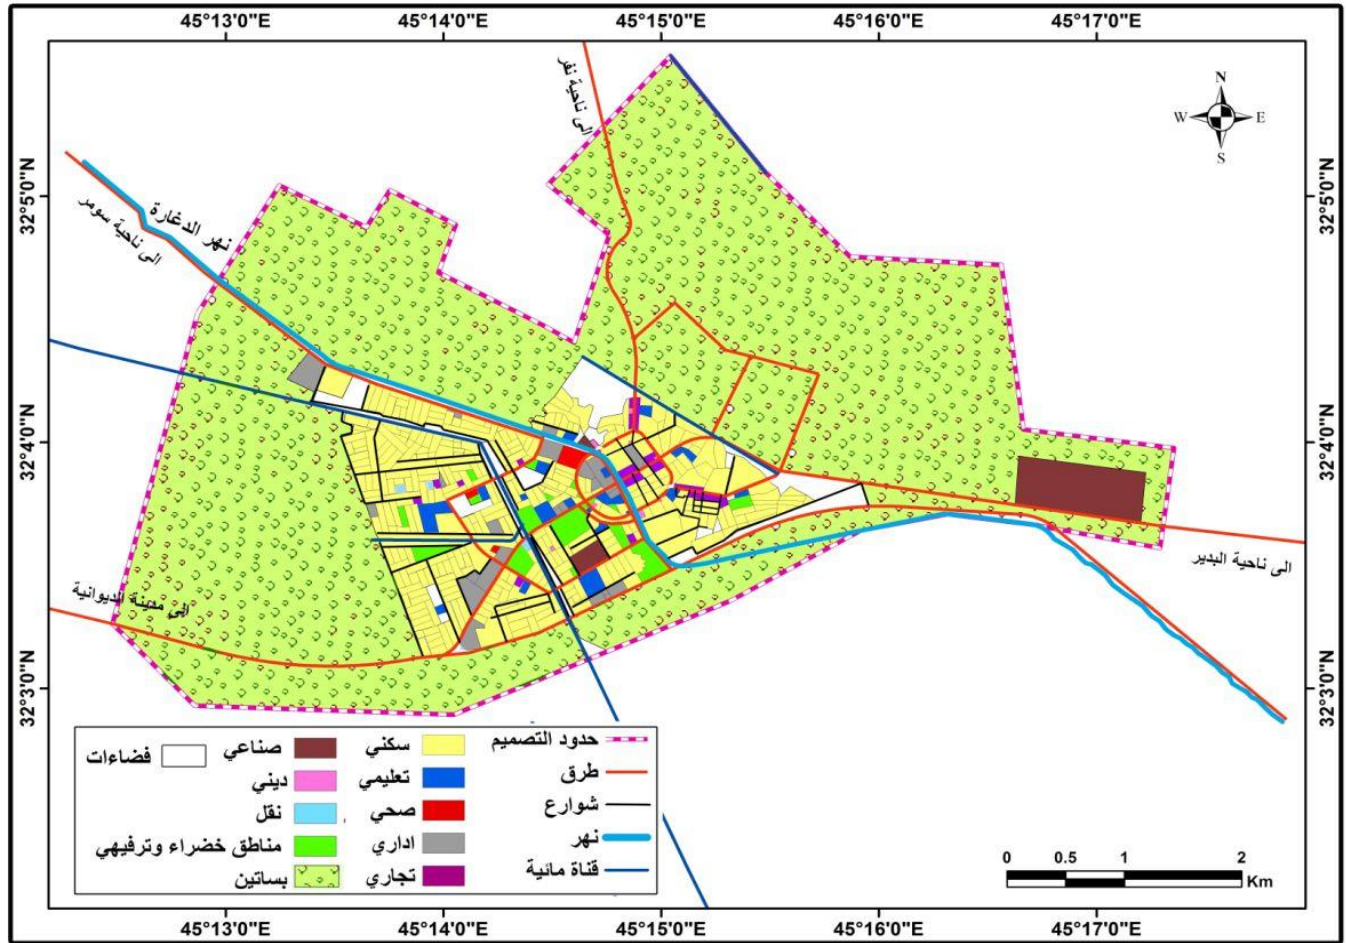 45°13'0"E
45°14'0"E
45°15'0"E
45°16'0"E
45°17'0"E
32°5'0"N
32°5'0"N
32°4'0"N
32°4'0"N
32°3'0"N
32°3'0"N
N
W
E
S
الى ناحية نفر
نهر الدغارة
الى ناحية سومر
الى مدينة الديوانية
الى ناحية البدير
حدود التصميم
طرق
شوارع
نهر
قناة مائية
سكني
تعليمي
صحي
اداري
تجاري
صناعي
ديني
نقل
مناطق خضراء وترفيهي
بساتين
فضاءات
0 0.5 1 2
Km
45°13'0"E
45°14'0"E
45°15'0"E
45°16'0"E
45°17'0"E